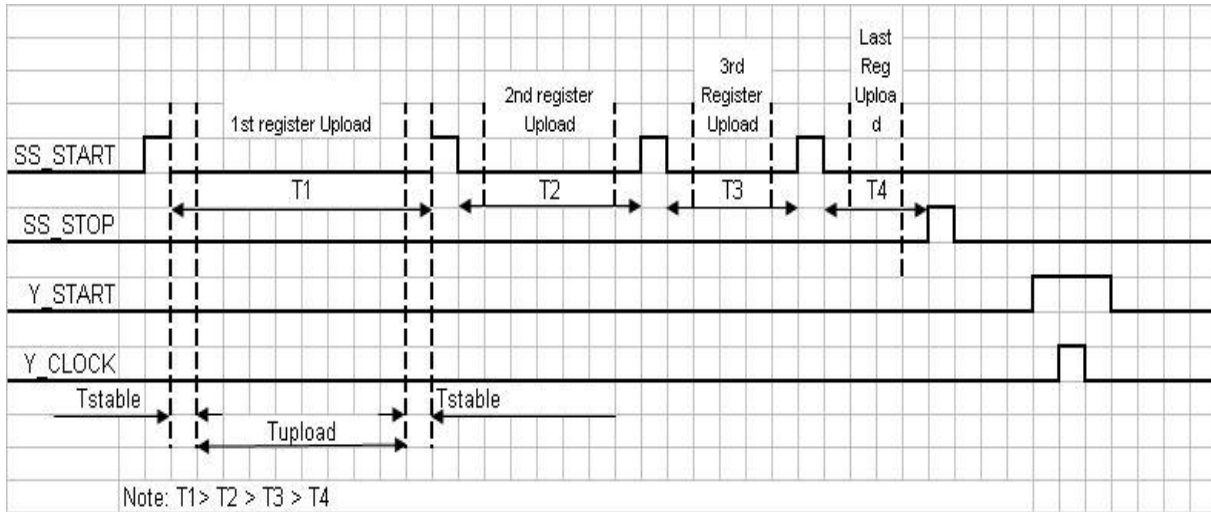 Last
Reg
Uploa
d
3rd
Register
Upload
2nd register
Upload
1st register Upload
SS_START
T1
T2
T3
T4
SS_STOP
Y_START
Y_CLOCK
Tstable
Tstable
Tupload
Note: T1> T2 > T3 > T4